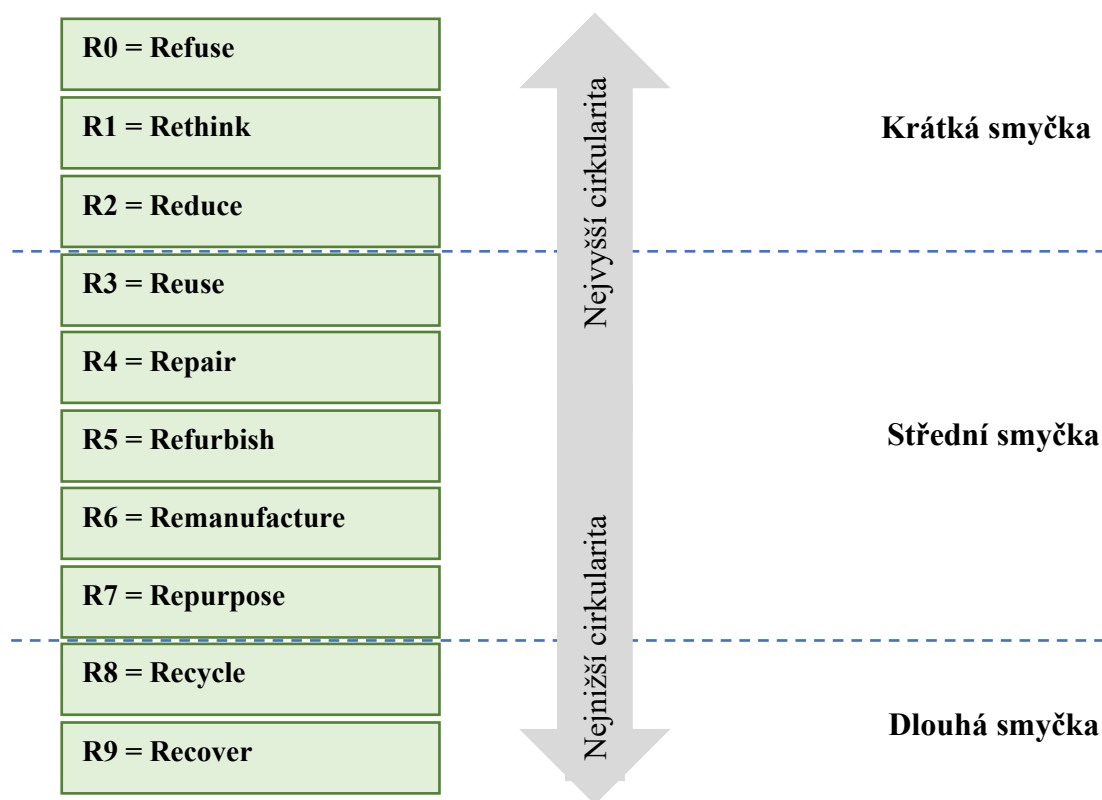 R0 = Refuse
R1 = Rethink
R2 = Reduce
R3 = Reuse
R4 = Repair
R5 = Refurbish
R6 = Remanufacture
R7 = Repurpose
R8 = Recycle
R9 = Recover
Nejvyšší cirkularita
Nejnižší cirkularita
Krátká smyčka
Střední smyčka
Dlouhá smyčka